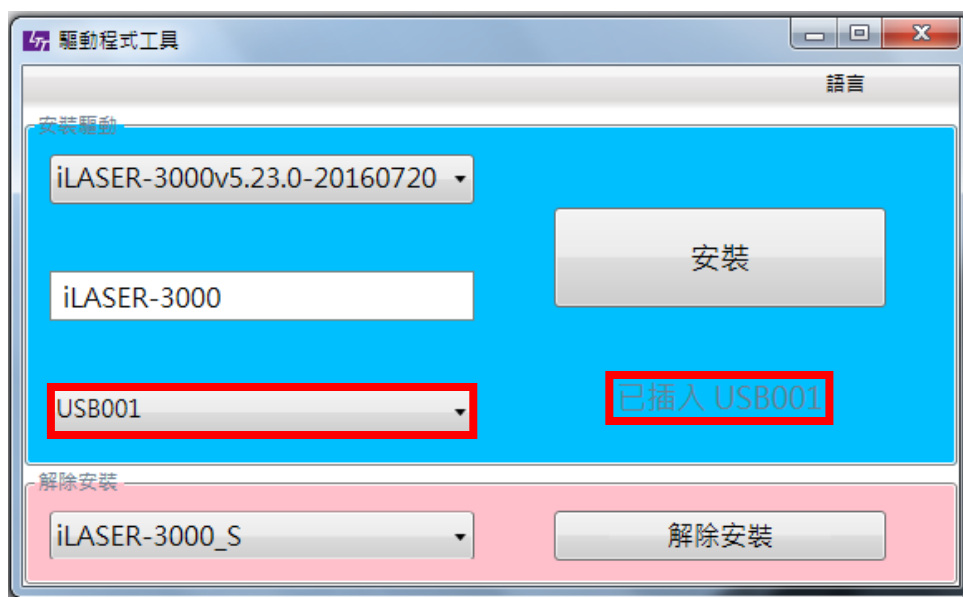 驅動程式工具
語言
安裝驅動
iLASER-3000v5.23.0-20160720
安裝
iLASER-3000
USB001
已插入 USB001
解除安裝
iLASER-3000_S
解除安裝